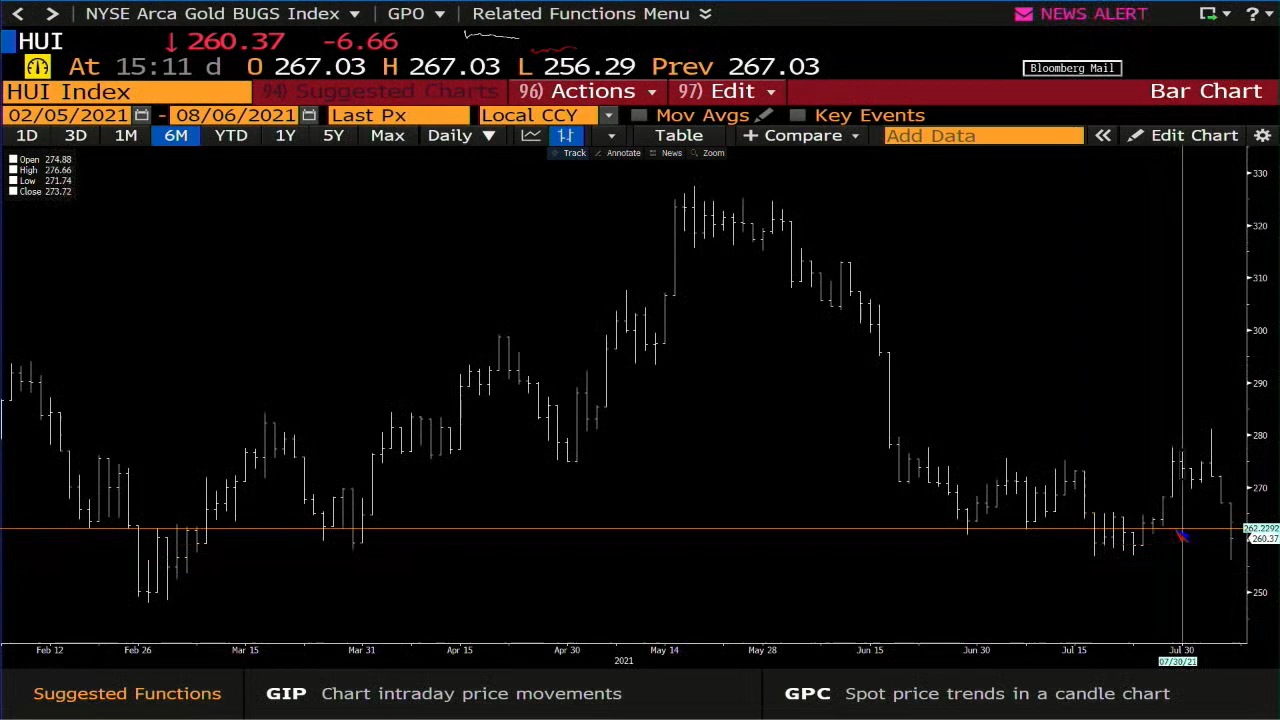 NYSE Arca Gold BUGS Index GPO Related Functions Menu NEWS ALERT ?
HUI ↓ 260.37 -6.66
At 15:11 d O 267.03 H 267.03 L 256.29 Prev 267.03 Bloomberg Mail
HUI Index 94) Suggested Charts 96) Actions 97) Edit Bar Chart
02/05/2021 - 08/06/2021 Last Px Local CCY Mov Avgs Key Events
1D 3D 1M 6M YTD 1Y 5Y Max Daily ▼ Table + Compare Add Data « Edit Chart
Track Annotate News Zoom
Open 274.88
High 276.66
Low 271.74
Close 273.72
330
320
310
300
290
280
270
262.2292
260.37
250
Feb 12 Feb 26 Mar 15 Mar 31 Apr 15 Apr 30 May 14 May 28 Jun 15 Jun 30 Jul 15 Jul 30
2021 07/30/21
Suggested Functions GIP Chart intraday price movements GPC Spot price trends in a candle chart